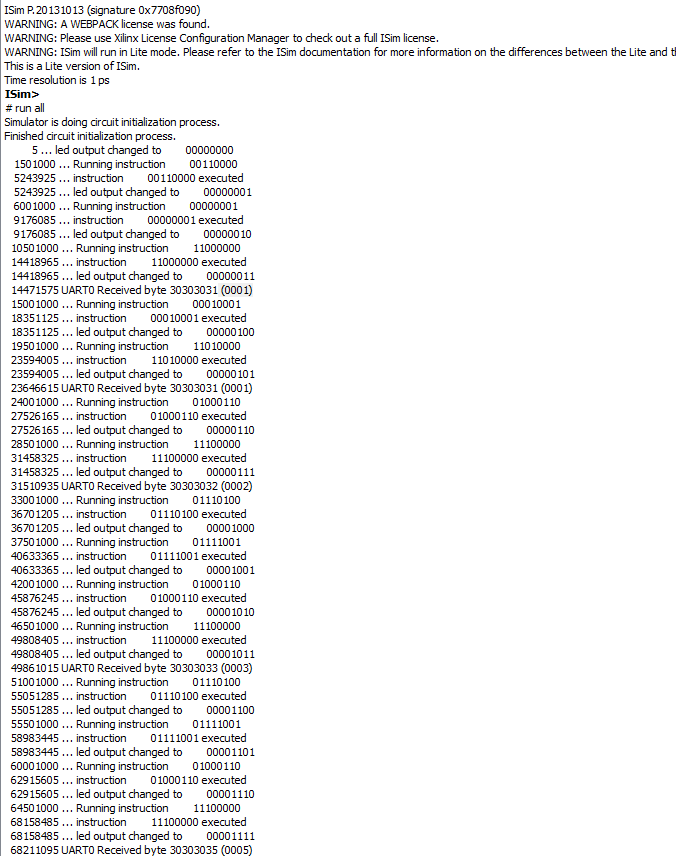 ISim P.20131013 (signature 0x7708f090)
WARNING: A WEBPACK license was found.
WARNING: Please use Xilinx License Configuration Manager to check out a full ISim license.
WARNING: ISim will run in Lite mode. Please refer to the ISim documentation for more information on the differences between the Lite and
This is a Lite version of ISim.
Time resolution is 1 ps
ISim>
# run all
Simulator is doing circuit initialization process.
Finished circuit initialization process.
5 ... led output changed to 00000000
1501000 ... Running instruction 00110000
5243925 ... instruction 00110000 executed
5243925 ... led output changed to 00000001
6001000 ... Running instruction 00000001
9176085 ... instruction 00000001 executed
9176085 ... led output changed to 00000010
10501000 ... Running instruction 11000000
14418965 ... instruction 11000000 executed
14418965 ... led output changed to 00000011
14471575 UART0 Received byte 30303031 (0001)
15001000 ... Running instruction 00010001
18351125 ... instruction 00010001 executed
18351125 ... led output changed to 00000100
19501000 ... Running instruction 11010000
23594005 ... instruction 11010000 executed
23594005 ... led output changed to 00000101
23646615 UART0 Received byte 30303031 (0001)
24001000 ... Running instruction 01000110
27526165 ... instruction 01000110 executed
27526165 ... led output changed to 00000110
28501000 ... Running instruction 11100000
31458325 ... instruction 11100000 executed
31458325 ... led output changed to 00000111
31510935 UART0 Received byte 30303032 (0002)
33001000 ... Running instruction 01110100
36701205 ... instruction 01110100 executed
36701205 ... led output changed to 00001000
37501000 ... Running instruction 01111001
40633365 ... instruction 01111001 executed
40633365 ... led output changed to 00001001
42001000 ... Running instruction 01000110
45876245 ... instruction 01000110 executed
45876245 ... led output changed to 00001010
46501000 ... Running instruction 11100000
49808405 ... instruction 11100000 executed
49808405 ... led output changed to 00001011
49861015 UART0 Received byte 30303033 (0003)
51001000 ... Running instruction 01110100
55051285 ... instruction 01110100 executed
55051285 ... led output changed to 00001100
55501000 ... Running instruction 01111001
58983445 ... instruction 01111001 executed
58983445 ... led output changed to 00001101
60001000 ... Running instruction 01000110
62915605 ... instruction 01000110 executed
62915605 ... led output changed to 00001110
64501000 ... Running instruction 11100000
68158485 ... instruction 11100000 executed
68158485 ... led output changed to 00001111
68211095 UART0 Received byte 30303035 (0005)